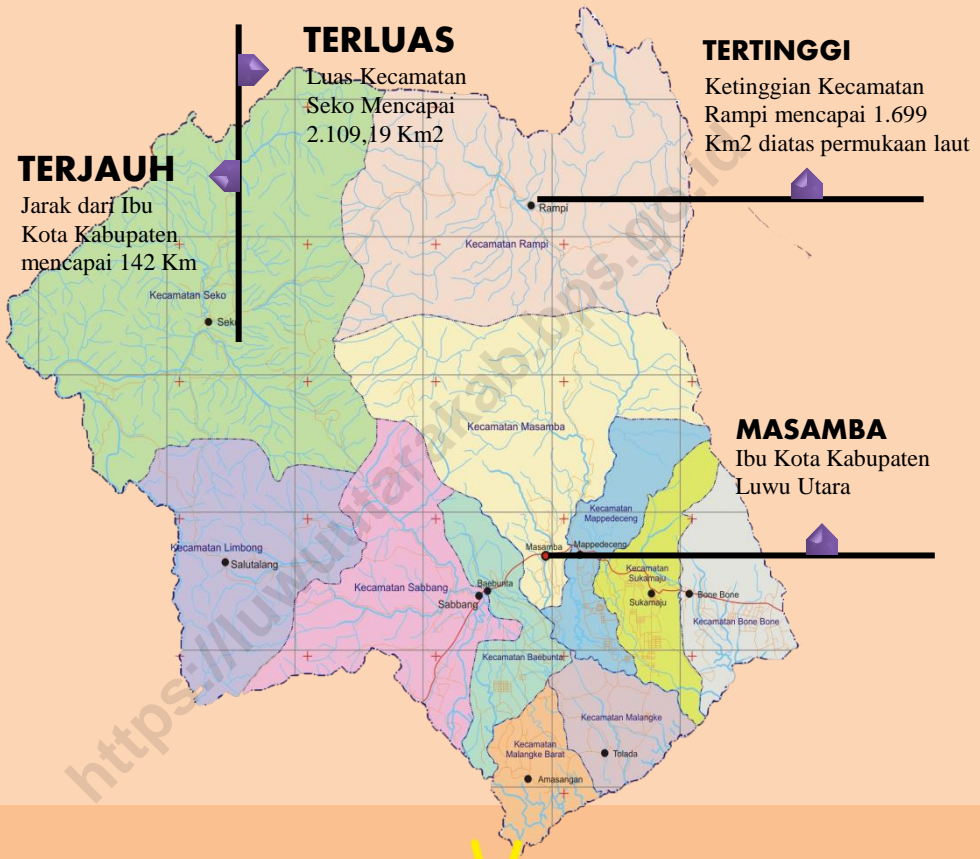 TERLUAS
Luas Kecamatan
Seko Mencapai
2.109,19 Km2
TERTINGGI
Ketinggian Kecamatan
Rampi mencapai 1.699
Km2 diatas permukaan laut
TERJAUH
Jarak dari Ibu
Kota Kabupaten
mencapai 142 Km
Rampi
Kecamatan Rampi
Kecamatan Seko
Seko
MASAMBA
Ibu Kota Kabupaten
Luwu Utara
Kecamatan Masamba
Kecamatan
Mappedeceng
Masamba
Mappedeceng
Kecamatan Limbong
Salutalang
Kecamatan Sabbang
Baebunta
Sabbang
Kecamatan
Sukamaju
Sukamaju
Bone Bone
Kecamatan Bone Bone
Kecamatan Baebunta
Kecamatan Malangke
Kecamatan
Malangke Barat
Tolada
Amasangan
https://luwuutarakab.bps.go.id